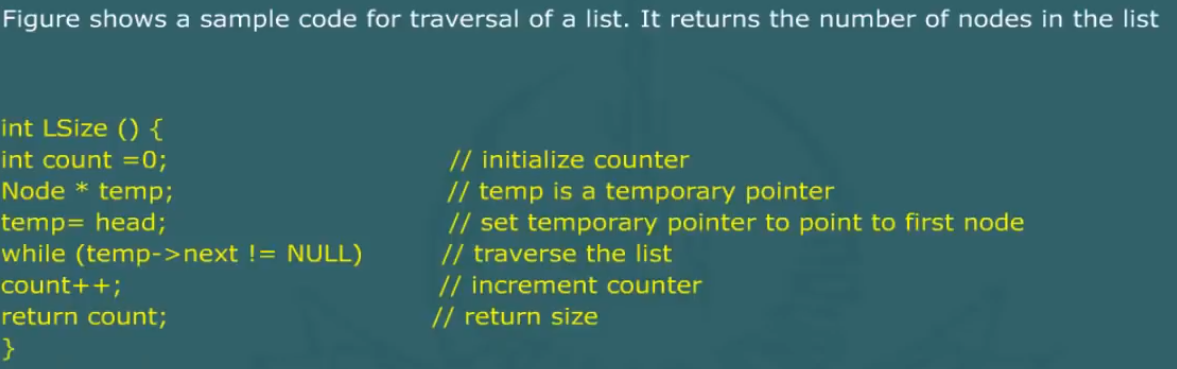 Figure shows a sample code for traversal of a list. It returns the number of nodes in the list
int LSize () {
int count =0; // initialize counter
Node * temp; // temp is a temporary pointer
temp= head; // set temporary pointer to point to first node
while (temp->next != NULL) // traverse the list
count++; // increment counter
return count; // return size
}